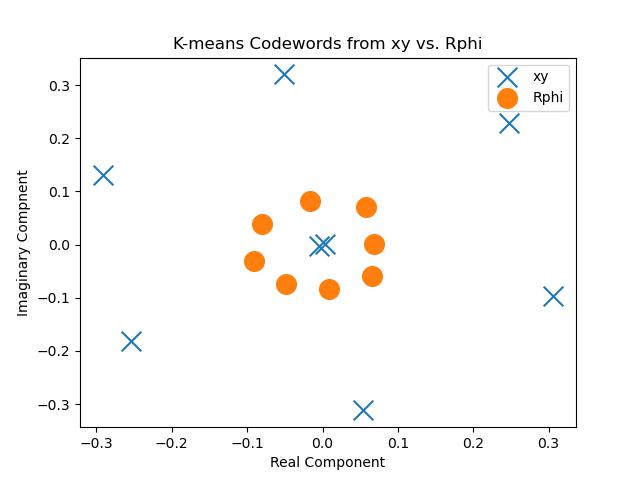 K-means Codewords from xy vs. Rphi
xy
Rphi
0.3
0.2
0.1
0.0
−0.1
−0.2
−0.3
Imaginary Compnent
−0.3 −0.2 −0.1 0.0 0.1 0.2 0.3
Real Component